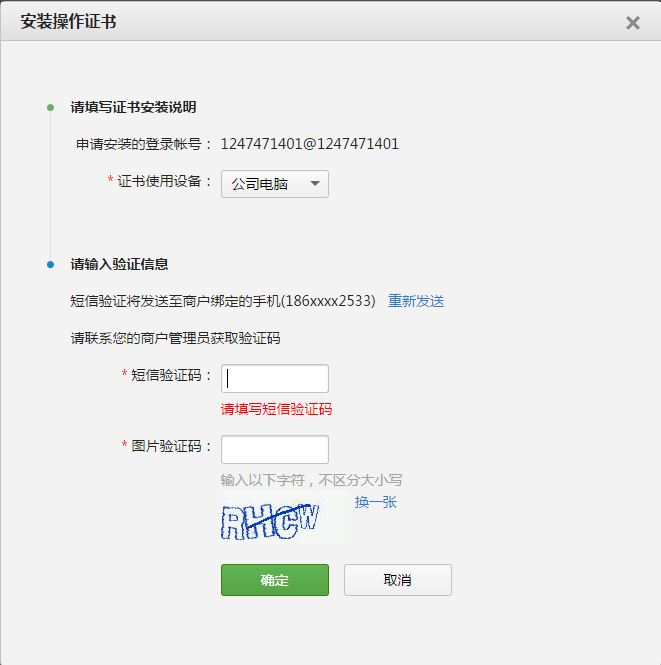 安装操作证书
请填写证书安装说明
申请安装的登录帐号： 1247471401@1247471401
* 证书使用设备： 公司电脑
请输入验证信息
短信验证将发送至商户绑定的手机(186xxxx2533) 重新发送
请联系您的商户管理员获取验证码
* 短信验证码：
请填写短信验证码
* 图片验证码：
输入以下字符，不区分大小写
RHCW 换一张
确定 取消